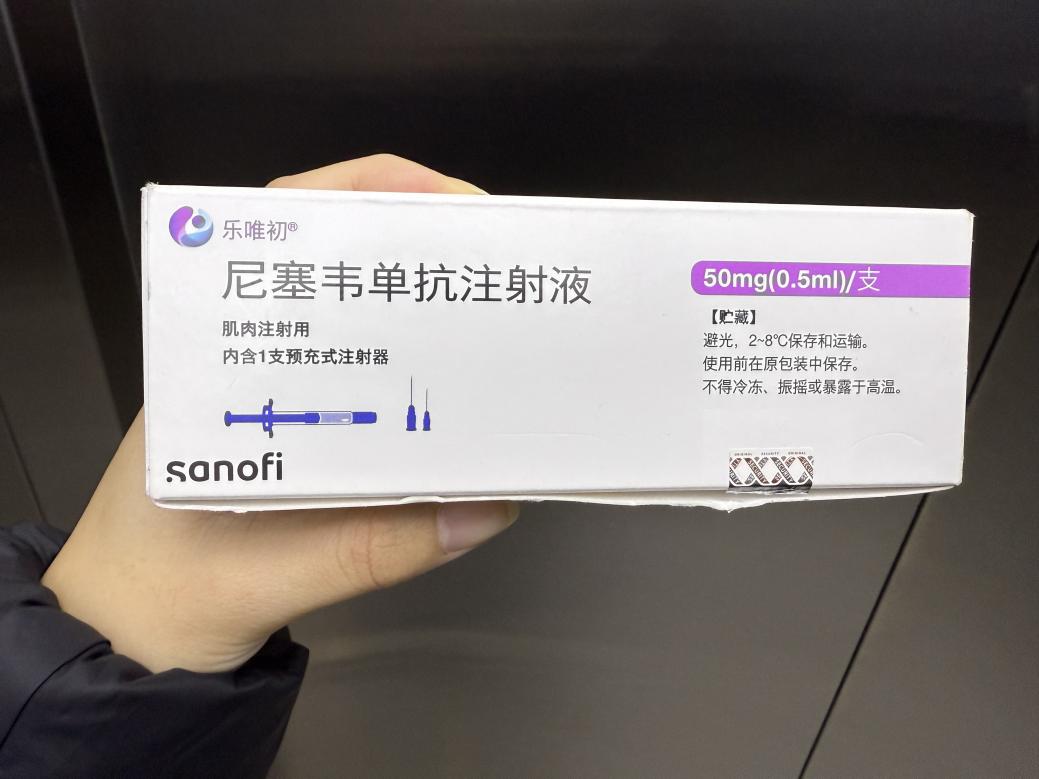 乐唯初®
尼塞韦单抗注射液
肌肉注射用
内含1支预充式注射器
sanofi
50mg(0.5ml)/支
【贮藏】
避光，2~8℃保存和运输。
使用前在原包装中保存。
不得冷冻、振摇或暴露于高温。
ORIGINAL SECURITY ORIGINAL